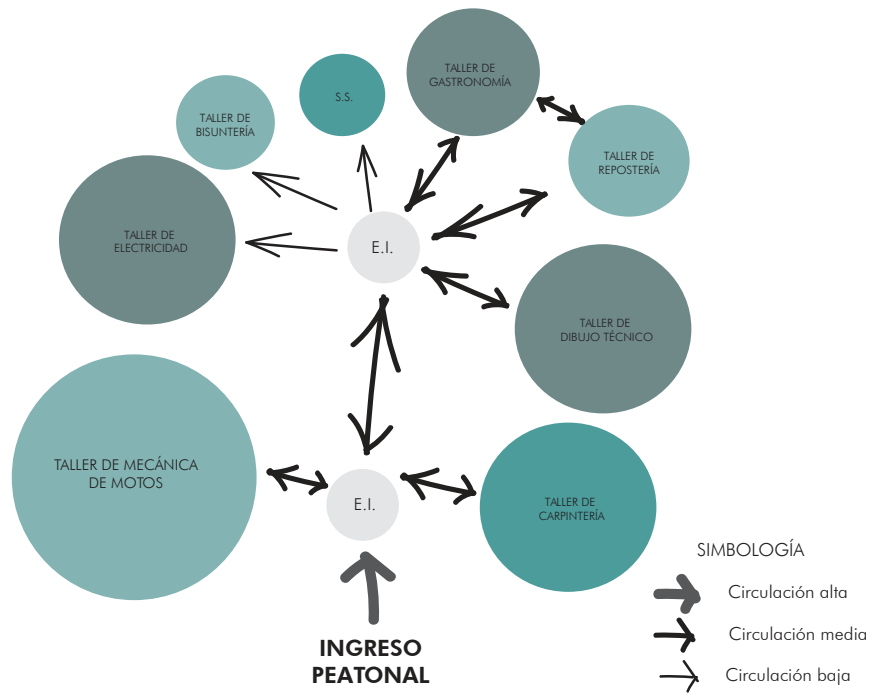 TALLER DE
GASTRONOMÍA
S.S.
TALLER DE
BISUNTERÍA
TALLER DE
REPOSTERÍA
TALLER DE
ELECTRICIDAD
E.I.
TALLER DE
DIBUJO TÈCNICO
TALLER DE MECÁNICA
DE MOTOS
E.I.
TALLER DE
CARPINTERÍA
INGRESO
PEATONAL
SIMBOLOGÍA
Circulación alta
Circulación media
Circulación baja